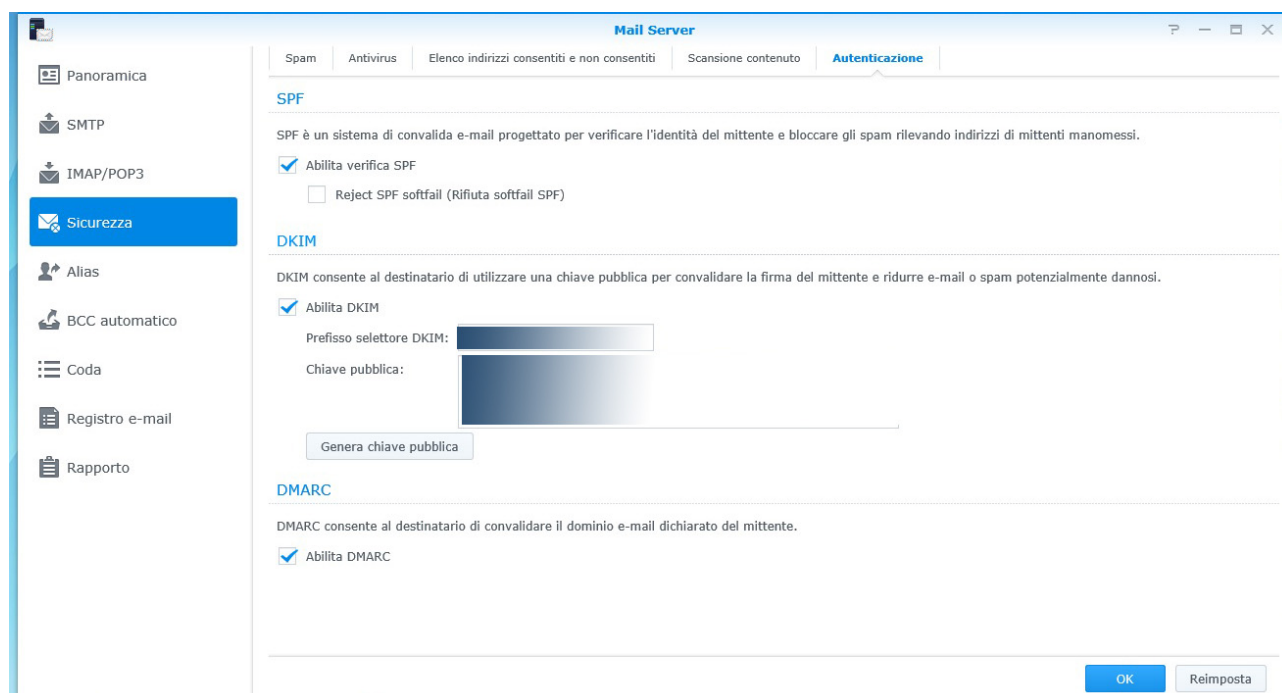 Mail Server
Panoramica
SMTP
IMAP/POP3
Sicurezza
Alias
BCC automatico
Coda
Registro e-mail
Rapporto
Spam Antivirus Elenco indirizzi consentiti e non consentiti Scansione contenuto Autenticazione
SPF
SPF è un sistema di convalida e-mail progettato per verificare l'identità del mittente e bloccare gli spam rilevando indirizzi di mittenti manomessi.
Abilita verifica SPF
Reject SPF softfail (Rifiuta softfail SPF)
DKIM
DKIM consente al destinatario di utilizzare una chiave pubblica per convalidare la firma del mittente e ridurre e-mail o spam potenzialmente dannosi.
Abilita DKIM
Prefisso selettore DKIM:
Chiave pubblica:
Genera chiave pubblica
DMARC
DMARC consente al destinatario di convalidare il dominio e-mail dichiarato del mittente.
Abilita DMARC
OK Reimposta